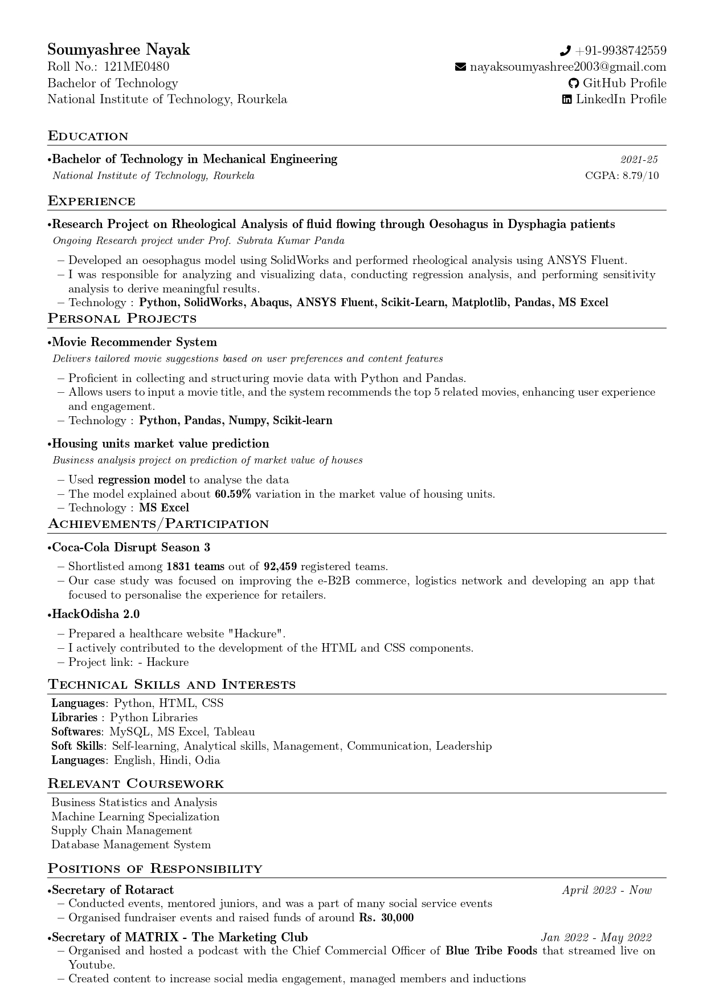 Soumyashree Nayak
Roll No.: 121ME0480
Bachelor of Technology
National Institute of Technology, Rourkela
+91-9938742559
nayaksoumyashree2003@gmail.com
GitHub Profile
LinkedIn Profile
Education
•Bachelor of Technology in Mechanical Engineering 2021-25
National Institute of Technology, Rourkela CGPA: 8.79/10
Experience
•Research Project on Rheological Analysis of fluid flowing through Oesohagus in Dysphagia patients
Ongoing Research project under Prof. Subrata Kumar Panda
– Developed an oesophagus model using SolidWorks and performed rheological analysis using ANSYS Fluent.
– I was responsible for analyzing and visualizing data, conducting regression analysis, and performing sensitivity
analysis to derive meaningful results.
– Technology : Python, SolidWorks, Abaqus, ANSYS Fluent, Scikit-Learn, Matplotlib, Pandas, MS Excel
Personal Projects
•Movie Recommender System
Delivers tailored movie suggestions based on user preferences and content features
– Proficient in collecting and structuring movie data with Python and Pandas.
– Allows users to input a movie title, and the system recommends the top 5 related movies, enhancing user experience
and engagement.
– Technology : Python, Pandas, Numpy, Scikit-learn
•Housing units market value prediction
Business analysis project on prediction of market value of houses
– Used regression model to analyse the data
– The model explained about 60.59% variation in the market value of housing units.
– Technology : MS Excel
Achievements/Participation
•Coca-Cola Disrupt Season 3
– Shortlisted among 1831 teams out of 92,459 registered teams.
– Our case study was focused on improving the e-B2B commerce, logistics network and developing an app that
focused to personalise the experience for retailers.
•HackOdisha 2.0
– Prepared a healthcare website "Hackure".
– I actively contributed to the development of the HTML and CSS components.
– Project link: - Hackure
Technical Skills and Interests
Languages: Python, HTML, CSS
Libraries : Python Libraries
Softwares: MySQL, MS Excel, Tableau
Soft Skills: Self-learning, Analytical skills, Management, Communication, Leadership
Languages: English, Hindi, Odia
Relevant Coursework
Business Statistics and Analysis
Machine Learning Specialization
Supply Chain Management
Database Management System
Positions of Responsibility
•Secretary of Rotaract April 2023 - Now
– Conducted events, mentored juniors, and was a part of many social service events
– Organised fundraiser events and raised funds of around Rs. 30,000
•Secretary of MATRIX - The Marketing Club Jan 2022 - May 2022
– Organised and hosted a podcast with the Chief Commercial Officer of Blue Tribe Foods that streamed live on
Youtube.
– Created content to increase social media engagement, managed members and inductions